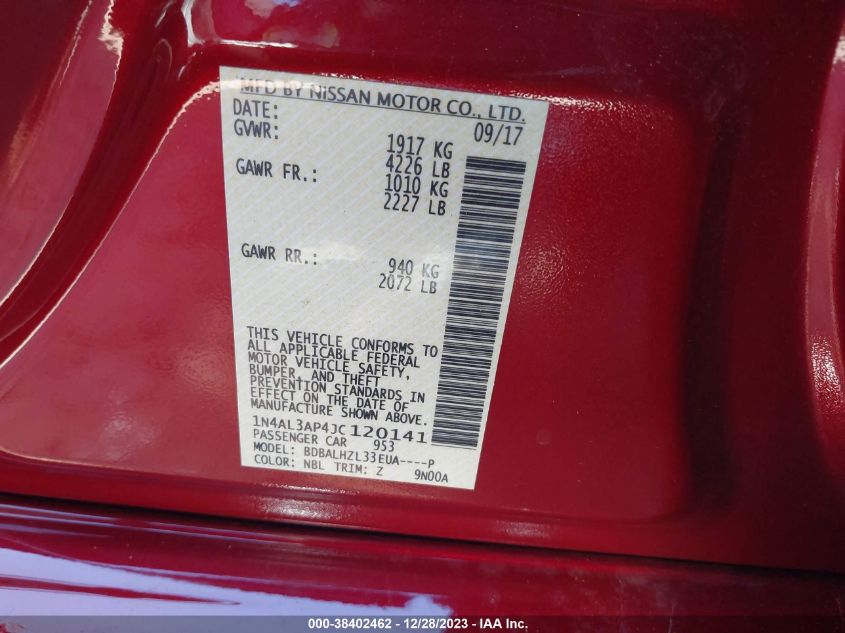 MFD BY NISSAN MOTOR CO., LTD.
DATE: 09/17
GVWR: 1917 KG
4226 LB
GAWR FR.: 1010 KG
2227 LB
GAWR RR.: 940 KG
2072 LB
THIS VEHICLE CONFORMS TO
ALL APPLICABLE FEDERAL
MOTOR VEHICLE SAFETY,
BUMPER, AND THEFT
PREVENTION STANDARDS IN
EFFECT ON THE DATE OF
MANUFACTURE SHOWN ABOVE.
1N4AL3AP4JC120141
PASSENGER CAR 953
MODEL: BDBALHZL33EUA----P
COLOR: NBL TRIM: Z 9N00A
000-38402462 - 12/28/2023 - IAA Inc.